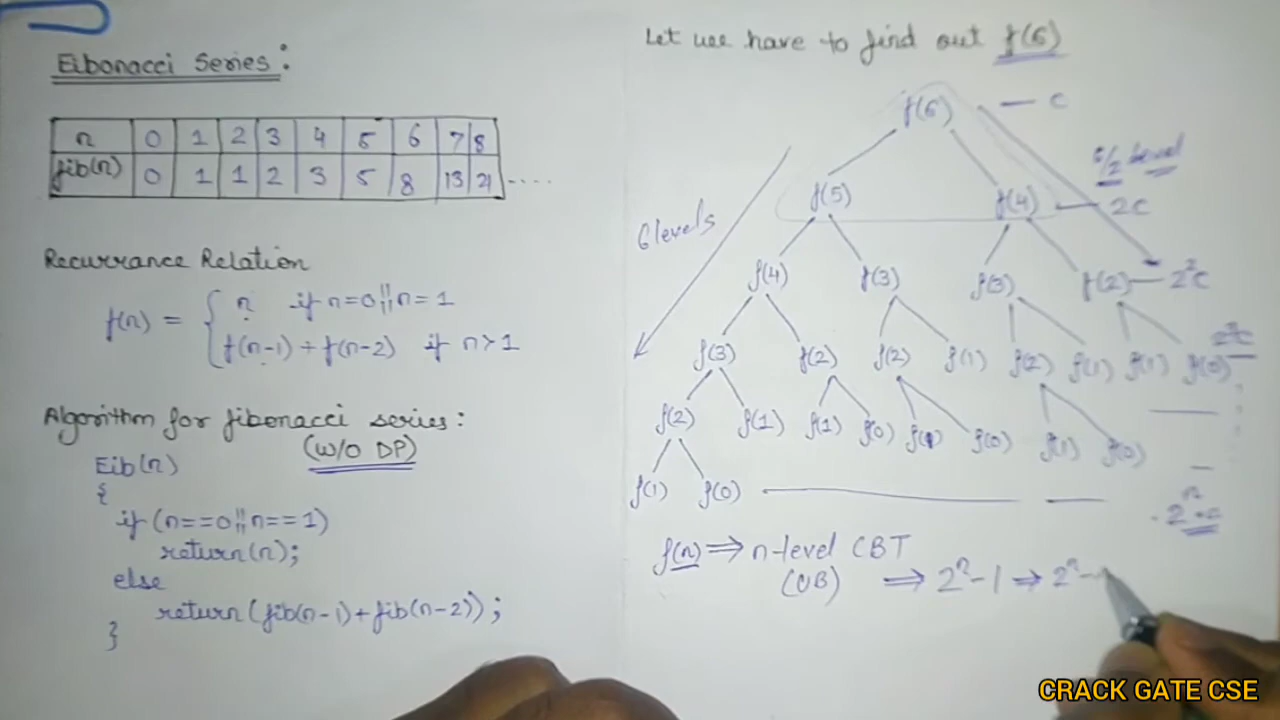 Fibonacci Series:
n 0 1 2 3 4 5 6 7 8
fib(n) 0 1 1 2 3 5 8 13 21 ....
Recurrance Relation
f(n) = { n if n=0||n=1
f(n-1) + f(n-2) if n>1
Algorithm for fibonacci series:
(W/O DP)
Fib(n)
{
if (n==0||n==1)
return(n);
else
return(fib(n-1)+fib(n-2));
}
Let us have to find out f(6)
f(6) — c
n/2 level
f(5) f(4) — 2c
6 levels
f(4) f(3) f(3) f(2) — 2²c
f(3) f(2) f(2) f(1) f(2) f(1) f(1) f(0) 2³c
f(2) f(1) f(1) f(0) f(1) f(0) f(1) f(0)
f(1) f(0)
2ⁿ·c
f(n) ⇒ n-level CBT
(UB) ⇒ 2ⁿ-1 ⇒ 2ⁿ-
CRACK GATE CSE